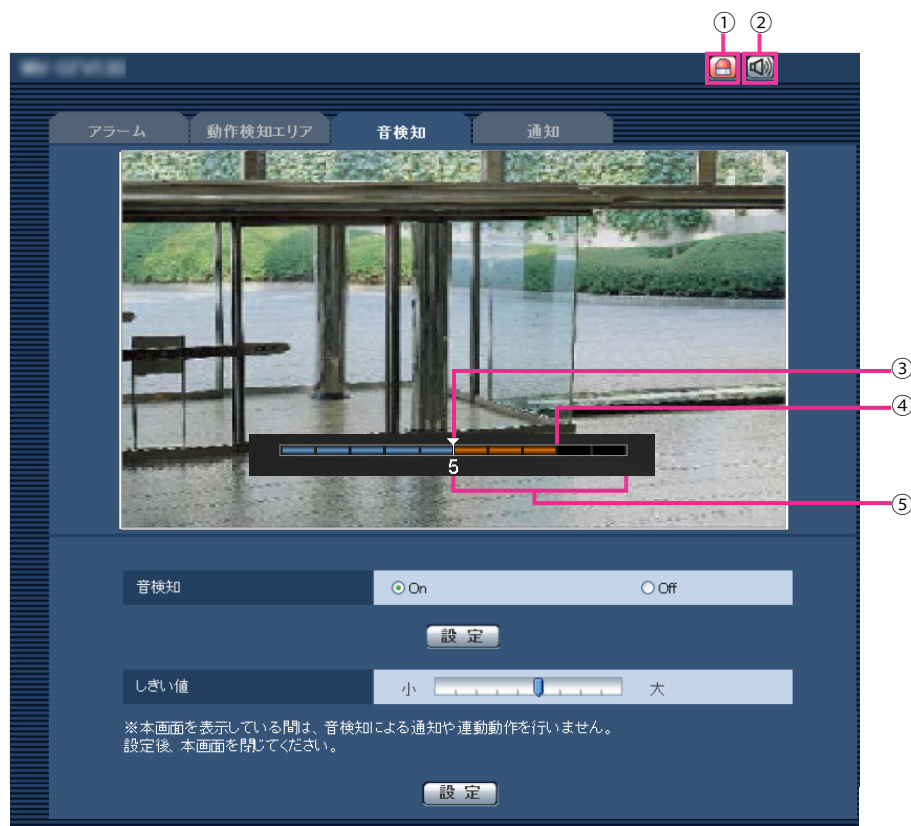 ① ②
アラーム 動作検知エリア 音検知 通知
③
④
5
⑤
音検知 On Off
設定
しきい値 小 大
※本画面を表示している間は、音検知による通知や連動動作を行いません。
設定後、本画面を閉じてください。
設定